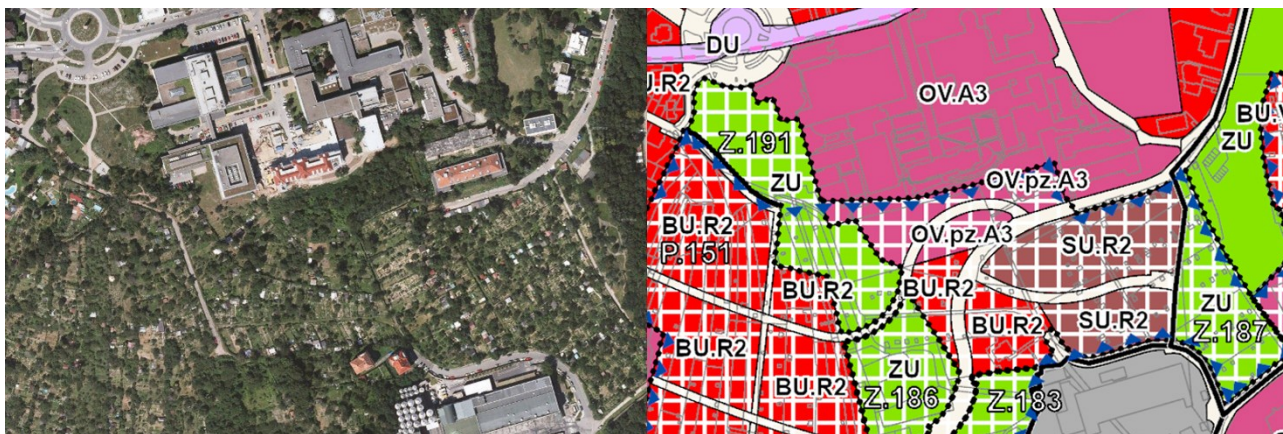 DU
J.R2
OV.A3
BU.
Z.191
ZU
OV.pz.A3
BU.R2
P.151
OV.pz.A3
SU.R2
BU.R2
BU.R2
BU.R2
SU.R2
ZU
Z.187
BU.R2
BU.R2
ZU
Z.186
Z.183